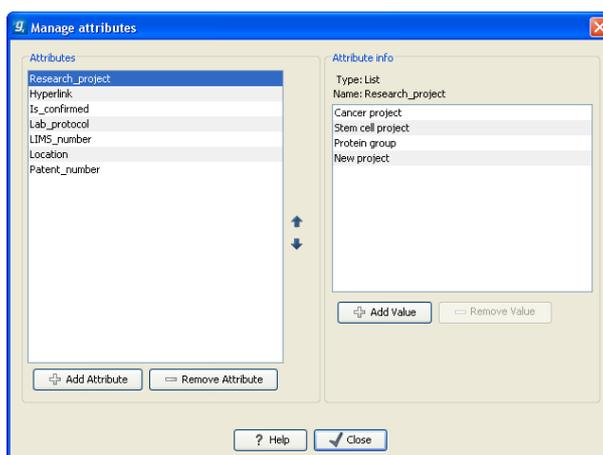 Manage attributes
Attributes
Research_project
Hyperlink
Is_confirmed
Lab_protocol
LIMS_number
Location
Patent_number
Add Attribute
Remove Attribute
Attribute info
Type: List
Name: Research_project
Cancer project
Stem cell project
Protein group
New project
Add Value
Remove Value
? Help
Close